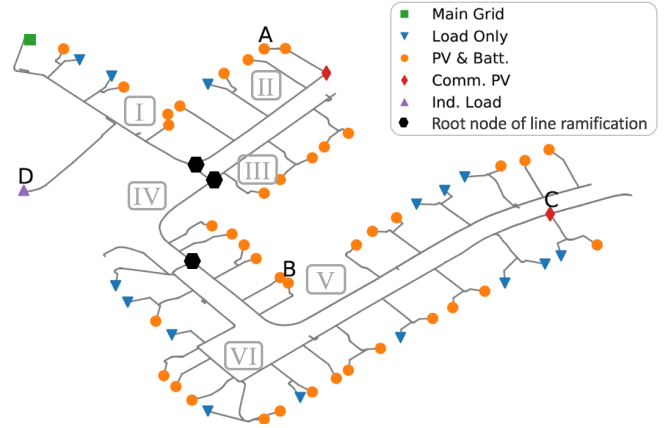 Main Grid
Load Only
PV & Batt.
Comm. PV
Ind. Load
Root node of line ramification
A
II
I
III
D
IV
C
B
V
VI